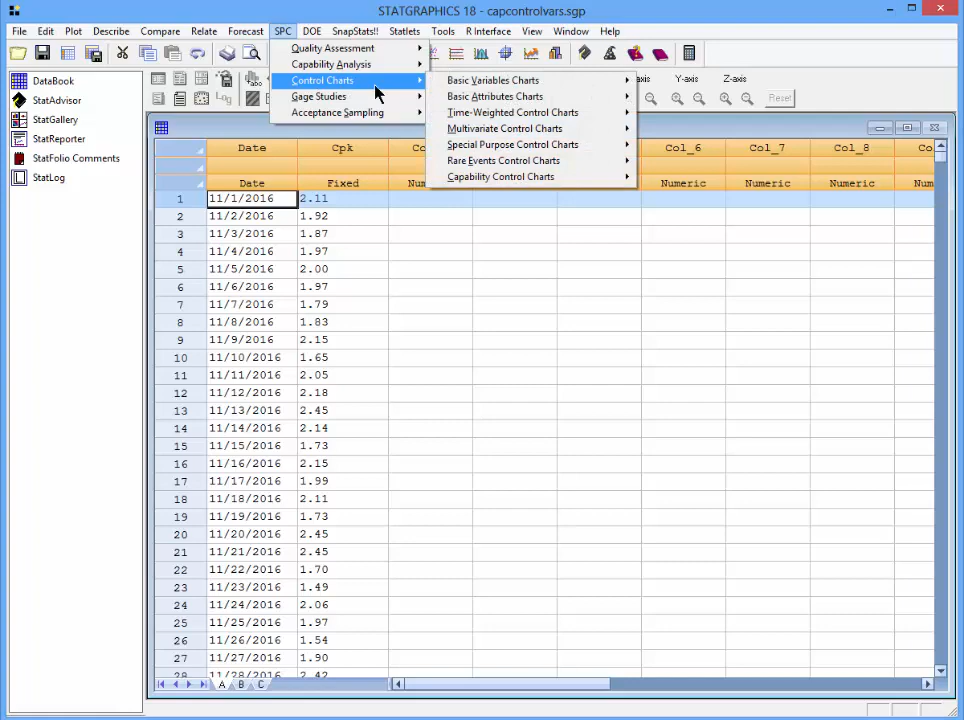 STATGRAPHICS 18 - capcontrolvars.sgp
File Edit Plot Describe Compare Relate Forecast SPC DOE SnapStats!! Statlets Tools R Interface View Window Help
Quality Assessment
Capability Analysis
Control Charts
Gage Studies
Acceptance Sampling
Basic Variables Charts
Basic Attributes Charts
Time-Weighted Control Charts
Multivariate Control Charts
Special Purpose Control Charts
Rare Events Control Charts
Capability Control Charts
Log
Y-axis Z-axis
Reset
DataBook
StatAdvisor
StatGallery
StatReporter
StatFolio Comments
StatLog
Date Cpk Col_6 Col_7 Col_8
Date Fixed Numeric Numeric Numeric
1 11/1/2016 2.11
2 11/2/2016 1.92
3 11/3/2016 1.87
4 11/4/2016 1.97
5 11/5/2016 2.00
6 11/6/2016 1.97
7 11/7/2016 1.79
8 11/8/2016 1.83
9 11/9/2016 2.15
10 11/10/2016 1.65
11 11/11/2016 2.05
12 11/12/2016 2.18
13 11/13/2016 2.45
14 11/14/2016 2.14
15 11/15/2016 1.73
16 11/16/2016 2.15
17 11/17/2016 1.99
18 11/18/2016 2.11
19 11/19/2016 1.73
20 11/20/2016 2.45
21 11/21/2016 2.45
22 11/22/2016 1.70
23 11/23/2016 1.49
24 11/24/2016 2.06
25 11/25/2016 1.97
26 11/26/2016 1.54
27 11/27/2016 1.90
28 11/28/2016 2.42
A B C